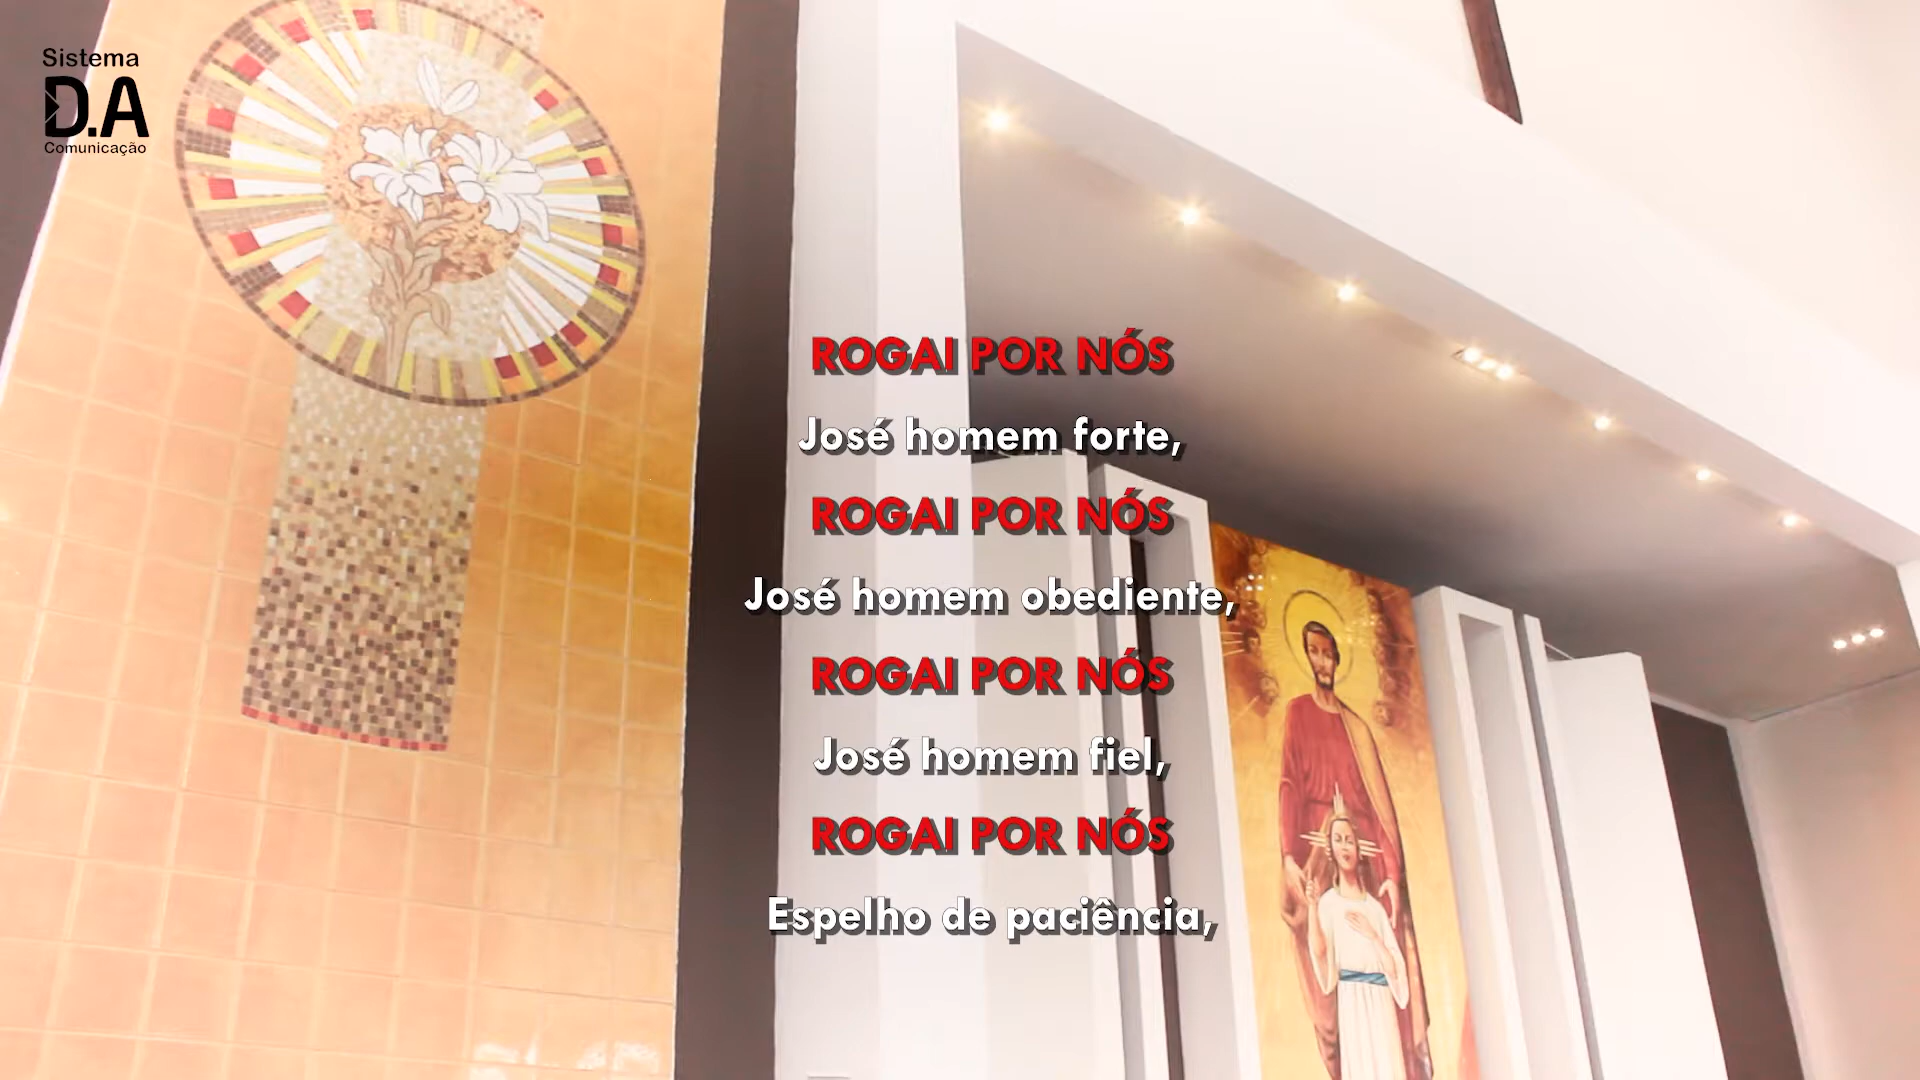 Sistema
D.A
Comunicação
ROGAI POR NÓS
José homem forte,
ROGAI POR NÓS
José homem obediente,
ROGAI POR NÓS
José homem fiel,
ROGAI POR NÓS
Espelho de paciência,